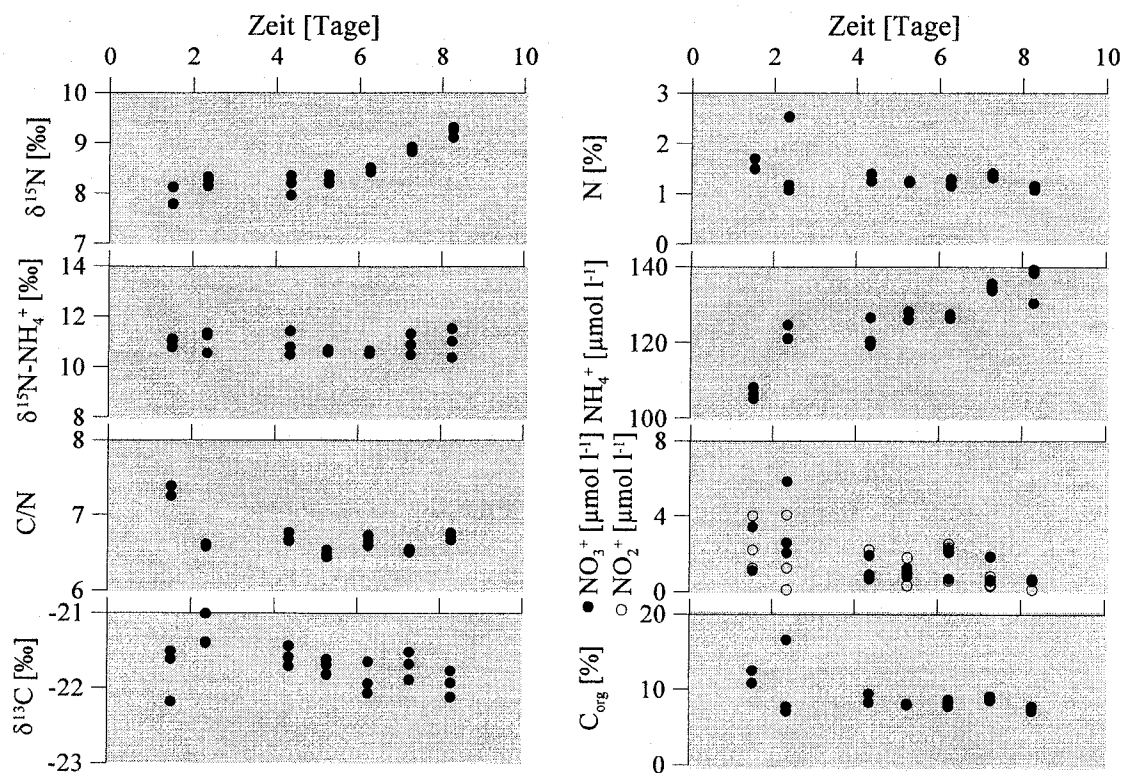 Zeit [Tage]
0 2 4 6 8 10
δ¹⁵N [‰]
10
9
8
7
δ¹⁵N-NH₄⁺ [‰]
14
12
10
8
C/N
8
7
6
δ¹³C [‰]
-21
-22
-23
Zeit [Tage]
0 2 4 6 8 10
N [%]
3
2
1
0
NH₄⁺ [µmol l⁻¹]
140
120
100
● NO₃⁺ [µmol l⁻¹]
○ NO₂⁺ [µmol l⁻¹]
8
4
0
C_org [%]
20
10
0